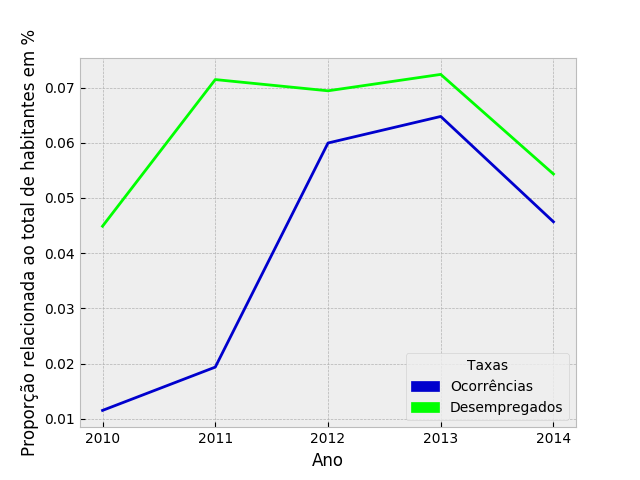 Proporção relacionada ao total de habitantes em %
0.07
0.06
0.05
0.04
0.03
0.02
0.01
Taxas
Ocorrências
Desempregados
2010 2011 2012 2013 2014
Ano